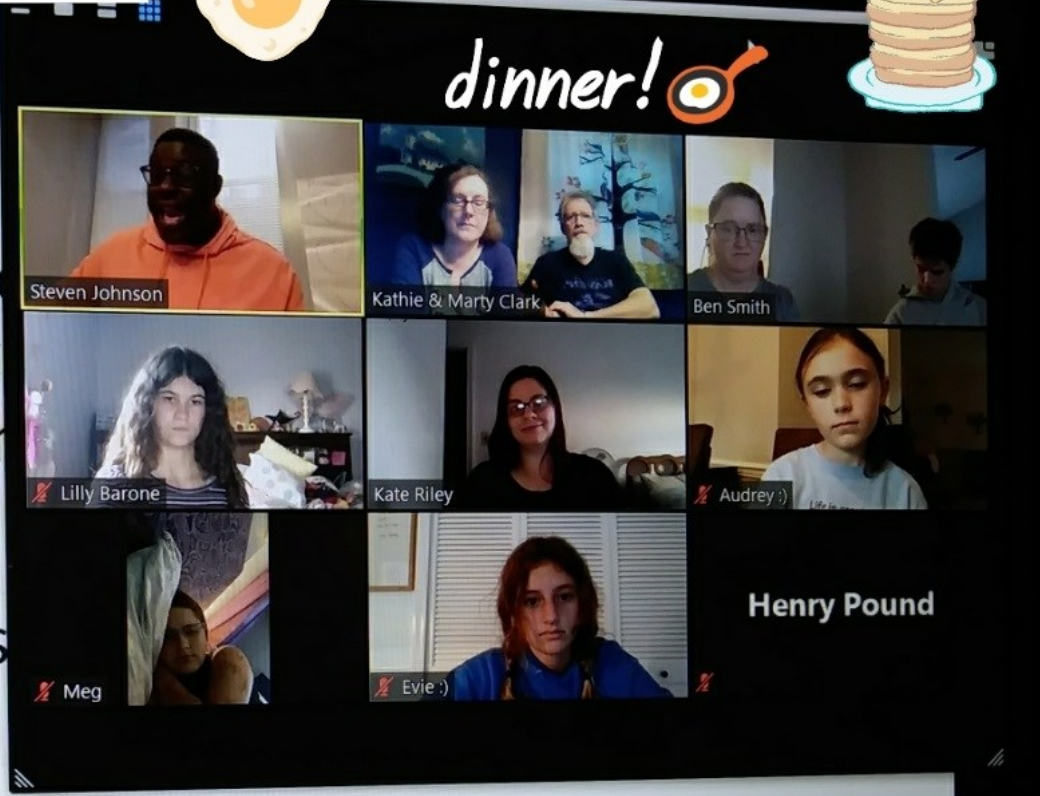 dinner!
Steven Johnson
Kathie & Marty Clark
Ben Smith
Lilly Barone
Kate Riley
Audrey :)
Meg
Evie :)
Henry Pound